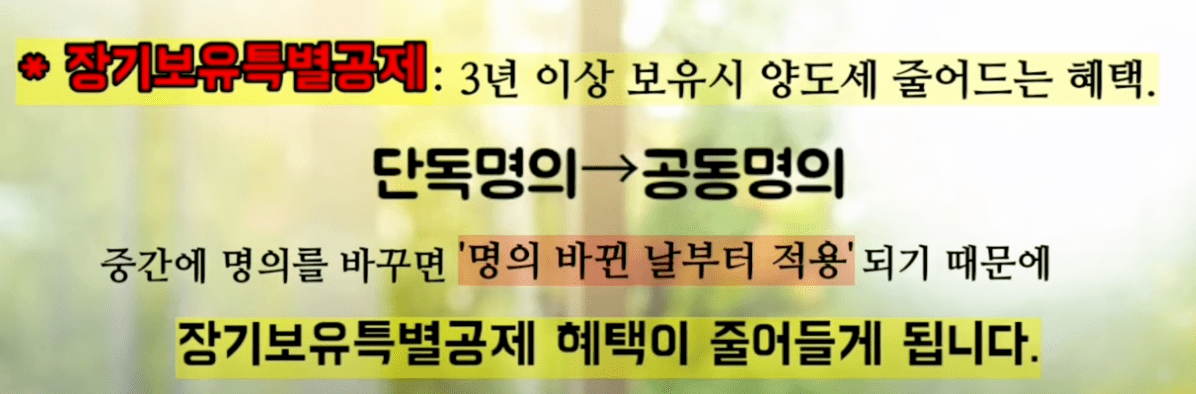 * 장기보유특별공제: 3년 이상 보유시 양도세 줄어드는 혜택.
단독명의→공동명의
중간에 명의를 바꾸면 '명의 바뀐 날부터 적용' 되기 때문에
장기보유특별공제 혜택이 줄어들게 됩니다.